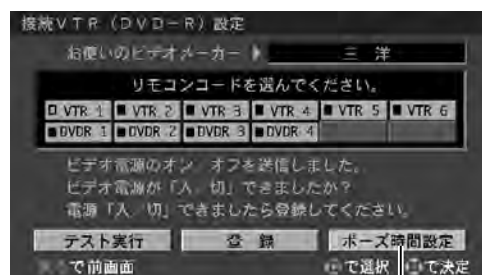 接続VTR（DVD-R）設定
お使いのビデオメーカー 三 洋
リモコンコードを選んでください。
VTR 1 VTR 2 VTR 3 VTR 4 VTR 5 VTR 6
DVDR 1 DVDR 2 DVDR 3 DVDR 4
ビデオ電源のオン オフを送信しました。
ビデオ電源が「入 切」できましたか？
電源「入 切」できましたら登録してください。
テスト実行 登 録 ポーズ時間設定
で前画面 で選択 で決定